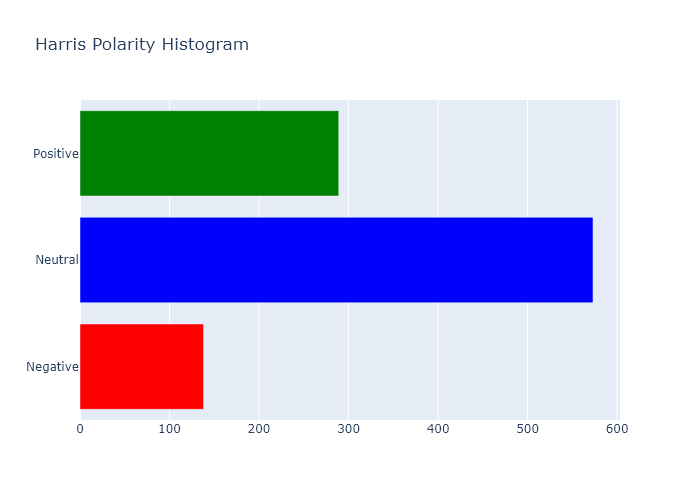 Harris Polarity Histogram
Positive
Neutral
Negative
0 100 200 300 400 500 600